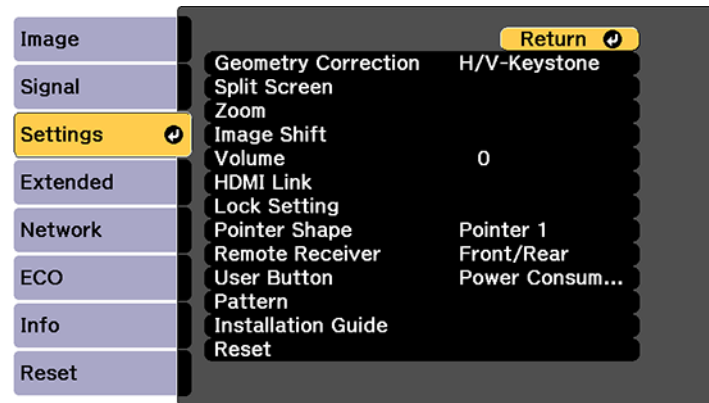 Image
Signal
Settings
Extended
Network
ECO
Info
Reset
Return
Geometry Correction H/V-Keystone
Split Screen
Zoom
Image Shift
Volume 0
HDMI Link
Lock Setting
Pointer Shape Pointer 1
Remote Receiver Front/Rear
User Button Power Consum...
Pattern
Installation Guide
Reset